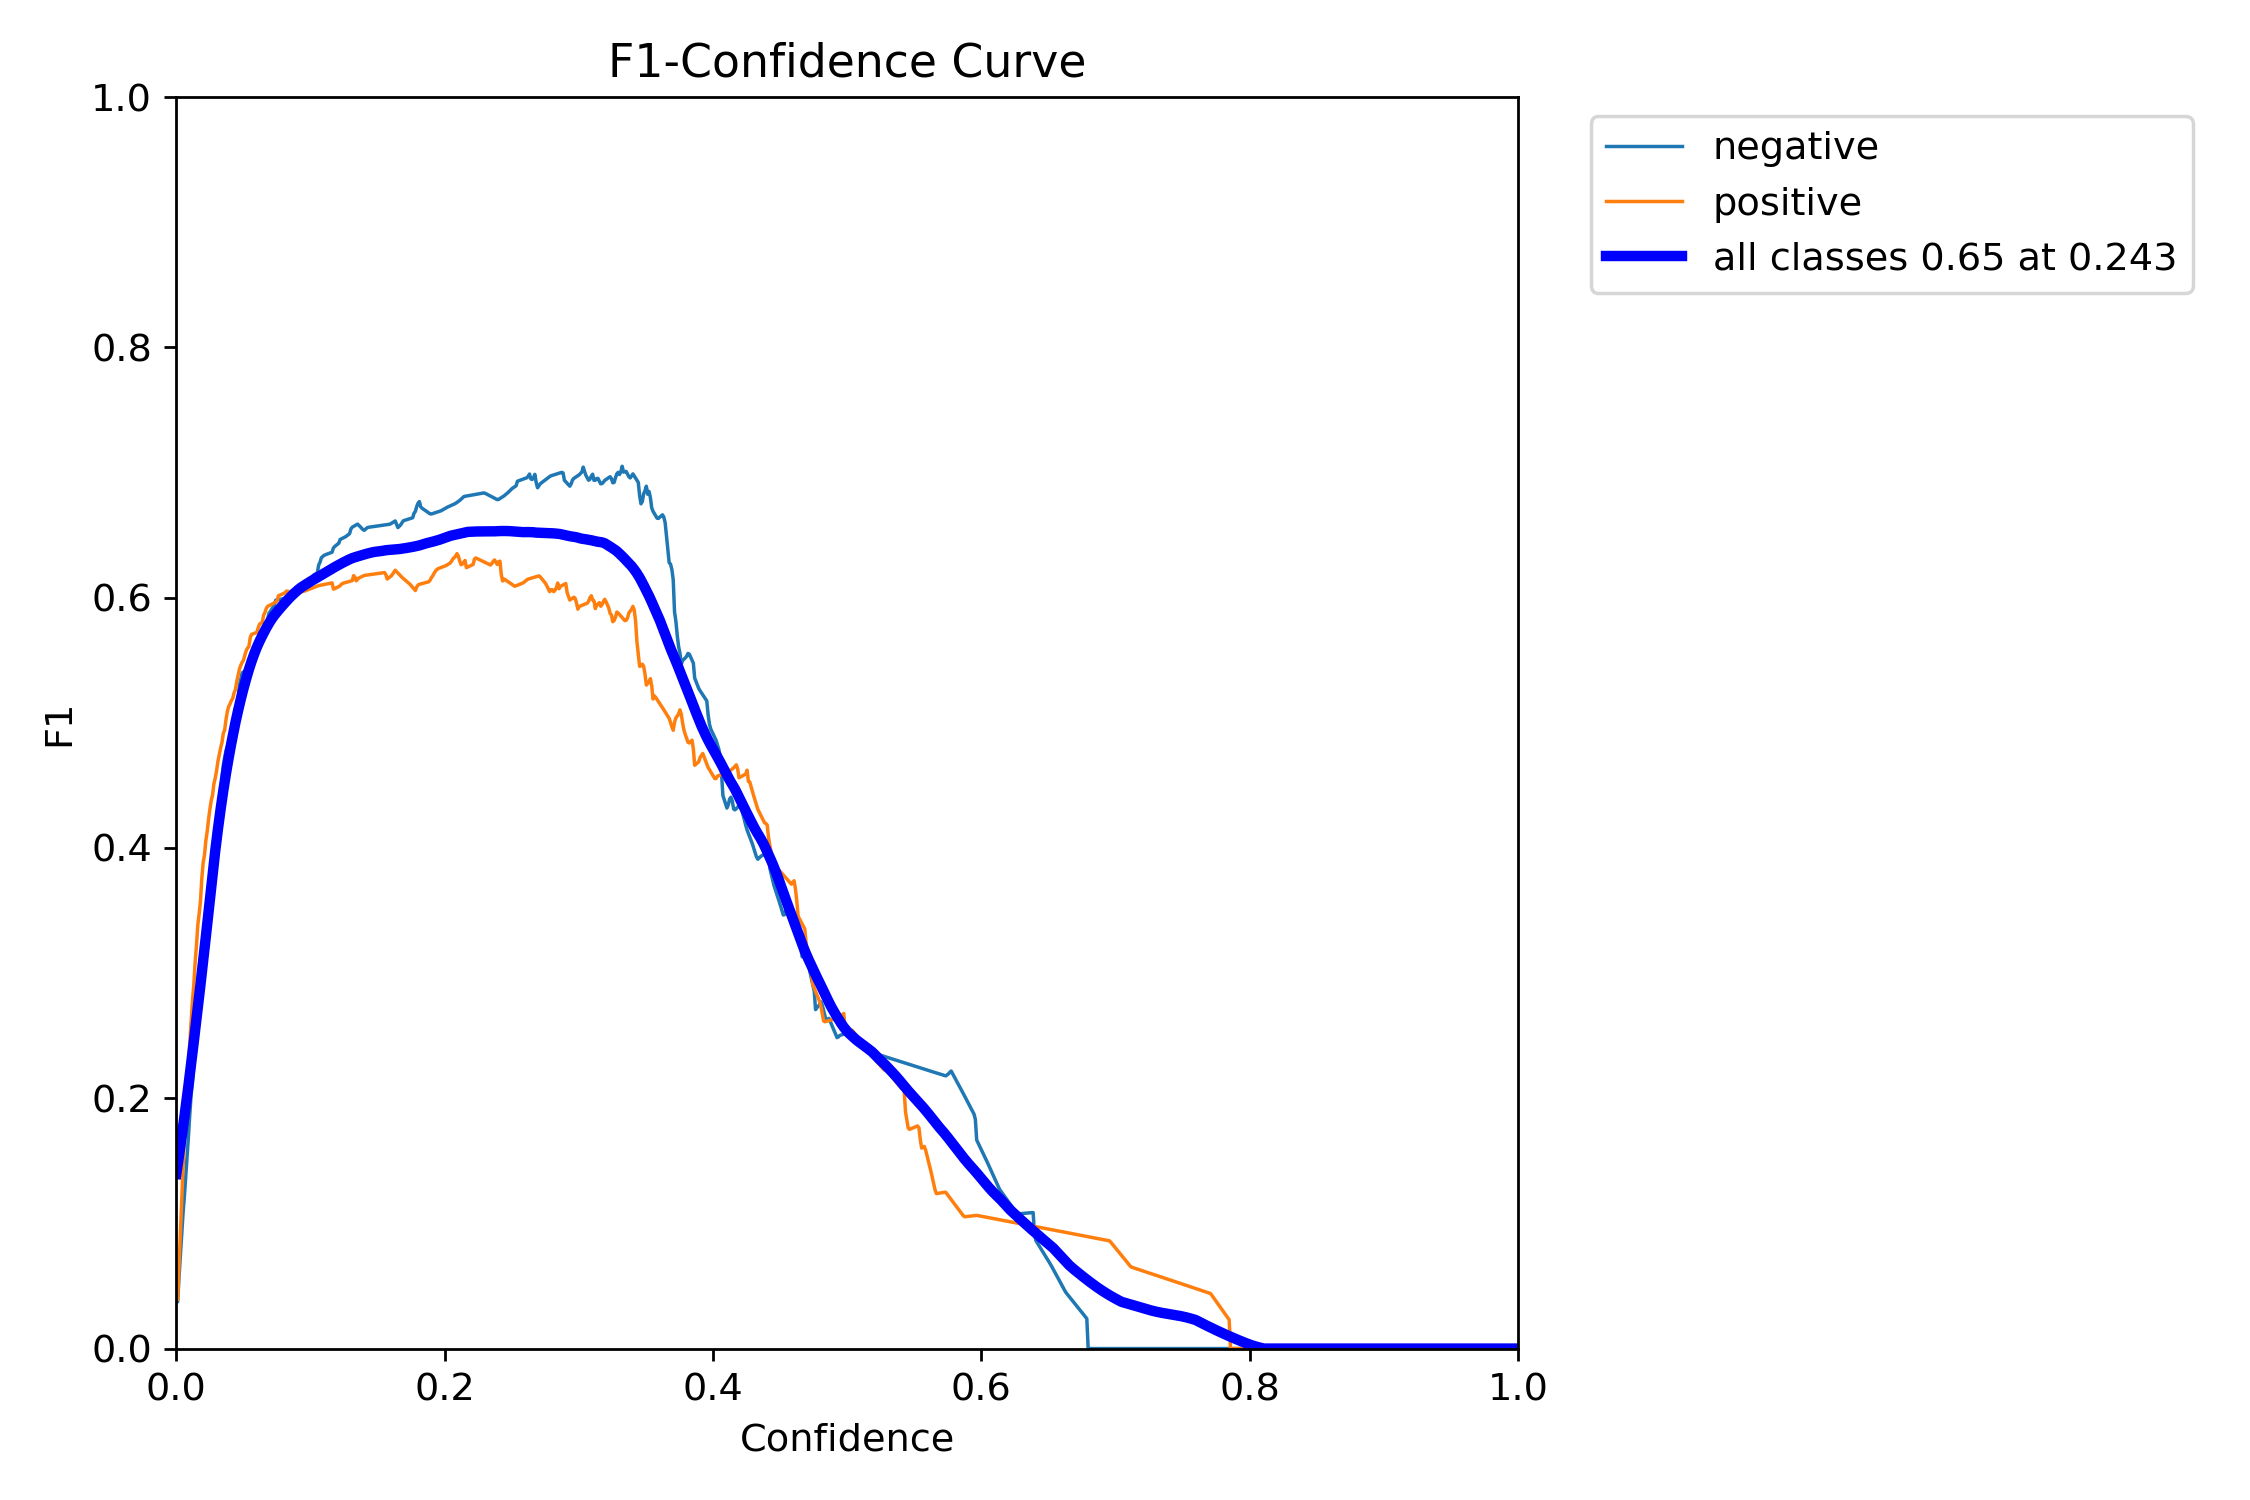 F1-Confidence Curve
1.0
0.8
0.6
0.4
0.2
0.0
F1
0.0 0.2 0.4 0.6 0.8 1.0
Confidence
negative
positive
all classes 0.65 at 0.243